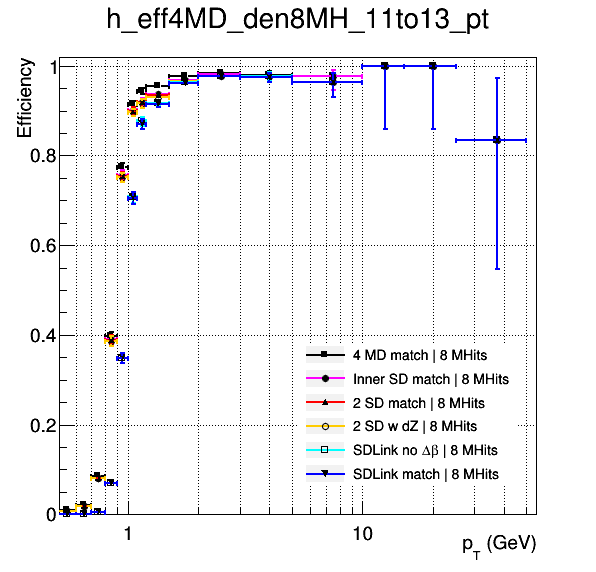 h_eff4MD_den8MH_11to13_pt
Efficiency
1
0.8
0.6
0.4
0.2
0
4 MD match | 8 MHits
Inner SD match | 8 MHits
2 SD match | 8 MHits
2 SD w dZ | 8 MHits
SDLink no Δβ | 8 MHits
SDLink match | 8 MHits
1
10
p_T (GeV)